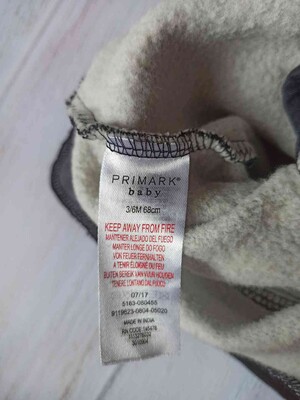 PRIMARK®
baby
3/6M 68cm
KEEP AWAY FROM FIRE
MANTENER ALEJADO DEL FUEGO
MANTER LONGE DO FOGO
VON FEUER FERNHALTEN
À TENIR ÉLOIGNÉ DU FEU
BUITEN BEREIK VAN VUUR HOUDEN
TENERE LONTANO DAL FUOCO
07/17
MADE IN INDIA